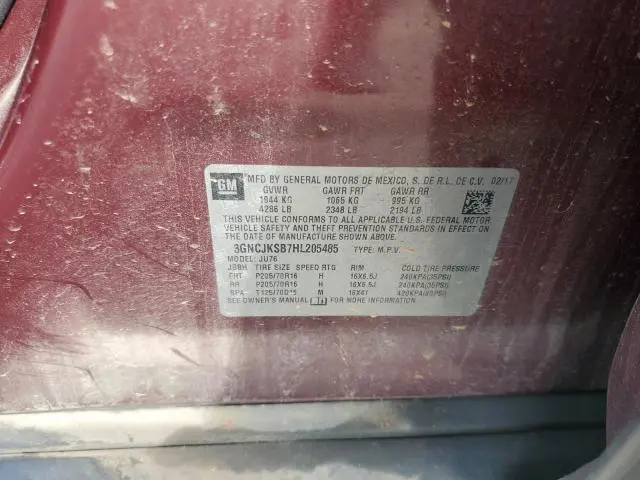 GM
MFD BY GENERAL MOTORS DE MEXICO, S. DE R.L. DE C.V. 02/17
GVWR GAWR FRT GAWR RR
1944 KG 1065 KG 995 KG
4286 LB 2348 LB 2194 LB
THIS VEHICLE CONFORMS TO ALL APPLICABLE U.S. FEDERAL MOTOR
VEHICLE SAFETY AND THEFT PREVENTION STANDARDS IN EFFECT
ON THE DATE OF MANUFACTURE SHOWN ABOVE.
3GNCJKSB7HL205485 TYPE: M.P.V.
MODEL: JU76
JBBH TIRE SIZE SPEED RTG RIM COLD TIRE PRESSURE
FRT P205/70R16 H 16X6.5J 240KPA(35PSI)
RR P205/70R16 H 16X6.5J 240KPA(35PSI)
SPA M 16X4T 420KPA(60PSI)
SEE OWNER'S MANUAL FOR MORE INFORMATION